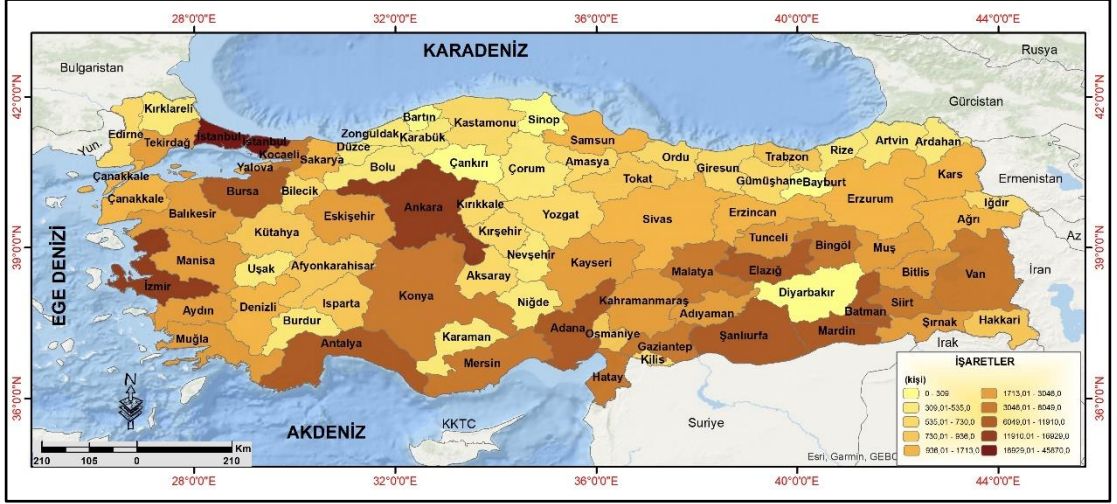 28°0'0"E 32°0'0"E 36°0'0"E 40°0'0"E 44°0'0"E
KARADENİZ
Rusya
Bulgaristan
42°0'0"N
42°0'0"N
Gürcistan
Kırklareli
Bartın
Sinop
Kastamonu
Edirne
İstanbul
İstanbul
Zonguldak
Karabük
Samsun
Artvin
Ardahan
Yun.
Tekirdağ
Kocaeli
Düzce
Rize
Sakarya
Ordu
Trabzon
Yalova
Bolu
Çankırı
Çorum
Amasya
Giresun
Çanakkale
Kars
Ermenistan
Tokat
Gümüşhane
Bayburt
Çanakkale
Bursa
Bilecik
Ankara
Kırıkkale
Erzurum
Iğdır
Balıkesir
Eskişehir
Yozgat
Sivas
Erzincan
Ağrı
Kütahya
Kırşehir
Tunceli
Az
39°0'0"N
39°0'0"N
EGE DENİZİ
Manisa
Uşak
Afyonkarahisar
Nevşehir
Kayseri
Bingöl
Muş
İran
Aksaray
Malatya
Elazığ
Bitlis
Van
İzmir
Konya
Diyarbakır
Aydın
Denizli
Isparta
Niğde
Kahramanmaraş
Siirt
Adıyaman
Batman
Burdur
Adana
Osmaniye
Şırnak
Hakkari
Muğla
Antalya
Karaman
Gaziantep
Şanlıurfa
Mardin
Mersin
Kilis
Irak
Hatay
36°0'0"N
36°0'0"N
N
Suriye
KKTC
AKDENİZ
Km
210 105 0 210
Esri, Garmin, GEBC
İŞARETLER
(kişi)
0 - 309 1713,01 - 3046,0
309,01-535,0 3046,01 - 6049,0
535,01 - 730,0 6049,01 - 11910,0
730,01 - 936,0 11910,01 - 16929,0
936,01 - 1713,0 16929,01 - 45670,0
28°0'0"E 32°0'0"E 36°0'0"E 40°0'0"E 44°0'0"E